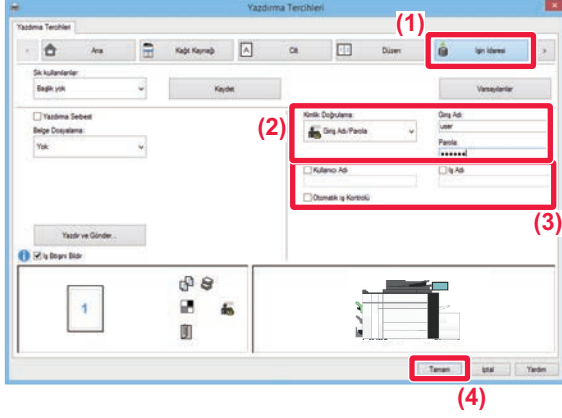 Yazdırma Tercihleri
Yazdırma Tercihleri
(1)
Ana
Kağıt Kaynağı
Cilt
Düzen
İşin İdaresi
Sık kullanılanlar:
Başlık yok
Kaydet
Varsayılanlar
Yazdırma Serbest
Belge Dosyalama:
Yok
(2)
Kimlik Doğrulama:
Giriş Adı/Parola
Giriş Adı:
user
Parola:
Kullanıcı Adı
İş Adı
Otomatik iş Kontrolü
(3)
Yazdır ve Gönder...
İş Bitişini Bildir
1
Tamam
İptal
Yardım
(4)